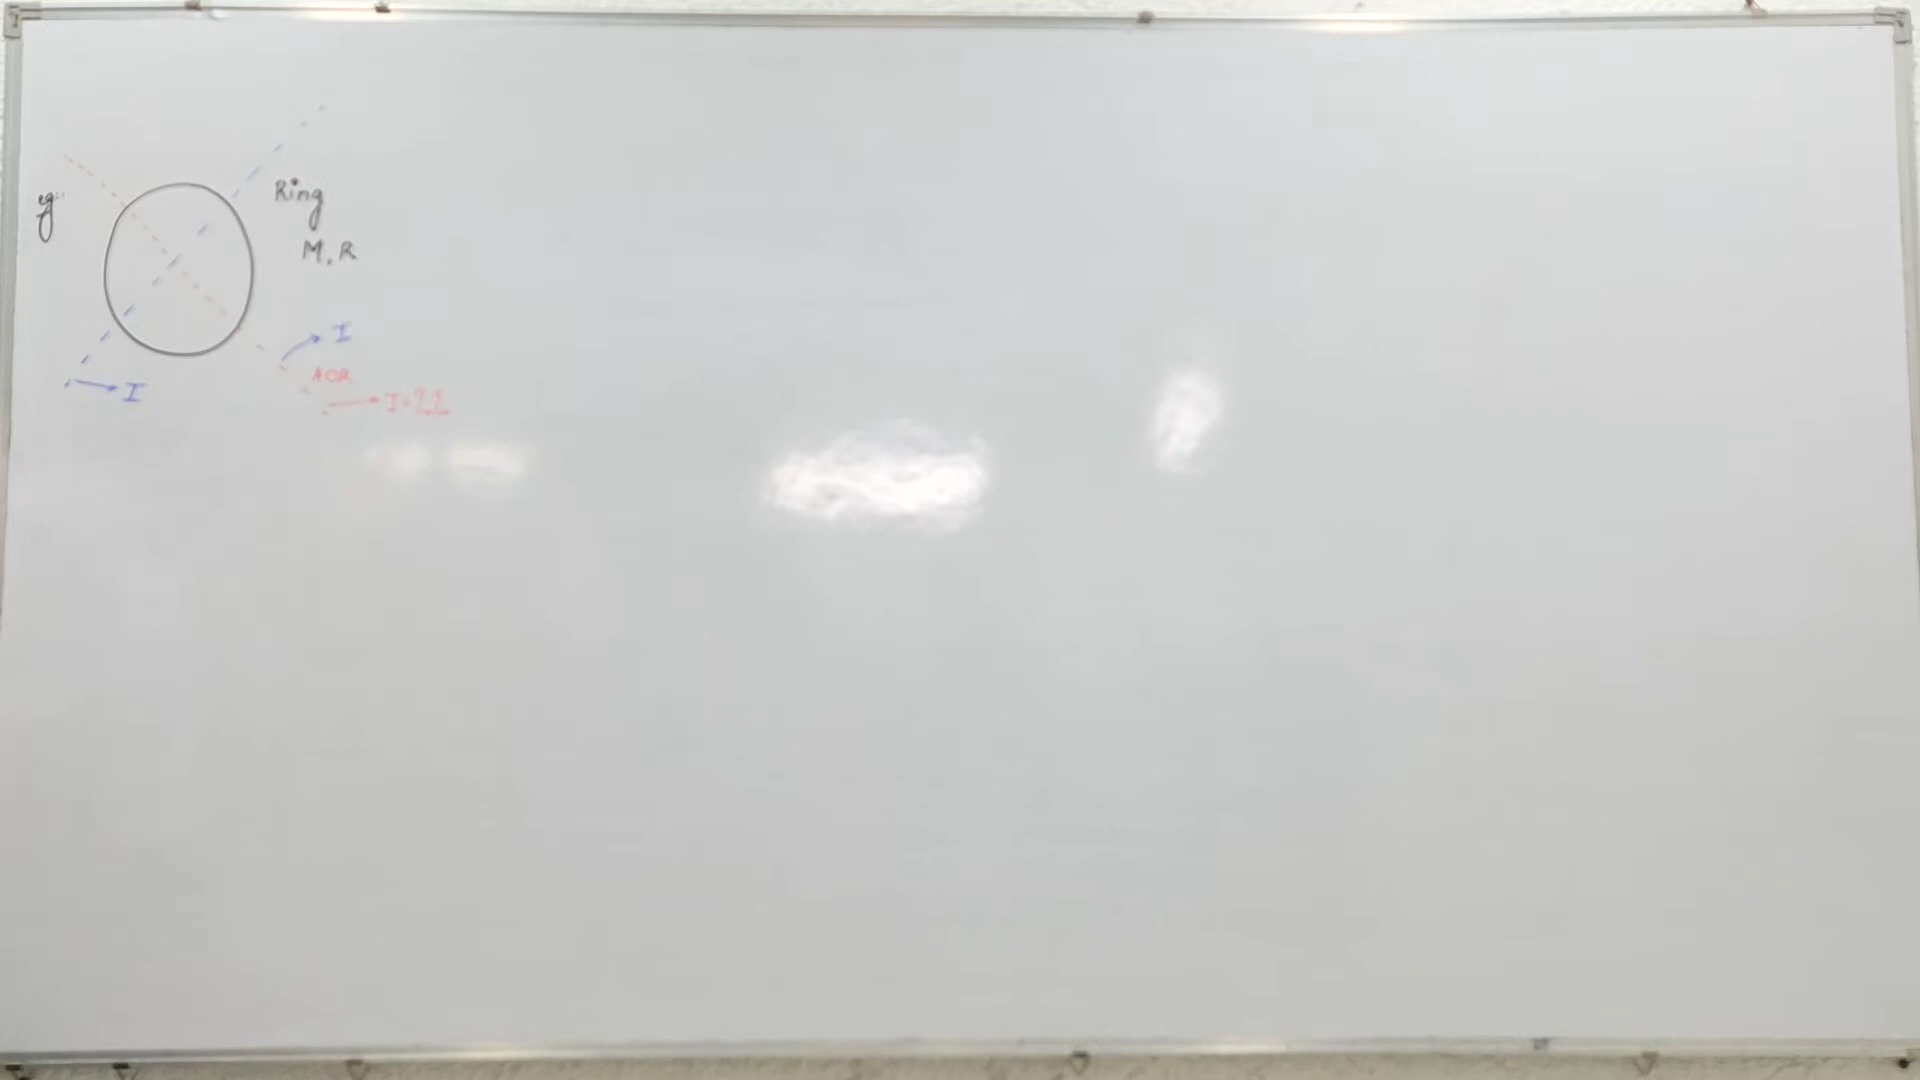 eg:
Ring
M, R
I
AOR
I
I=??